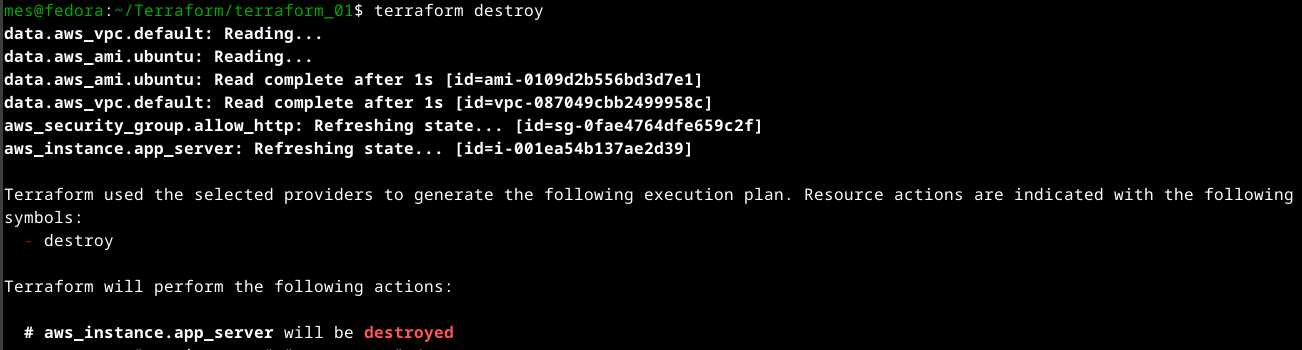 mes@fedora:~/Terraform/terraform_01$ terraform destroy
data.aws_vpc.default: Reading...
data.aws_ami.ubuntu: Reading...
data.aws_ami.ubuntu: Read complete after 1s [id=ami-0109d2b556bd3d7e1]
data.aws_vpc.default: Read complete after 1s [id=vpc-087049cbb2499958c]
aws_security_group.allow_http: Refreshing state... [id=sg-0fae4764dfe659c2f]
aws_instance.app_server: Refreshing state... [id=i-001ea54b137ae2d39]
Terraform used the selected providers to generate the following execution plan. Resource actions are indicated with the following
symbols:
- destroy
Terraform will perform the following actions:
# aws_instance.app_server will be destroyed